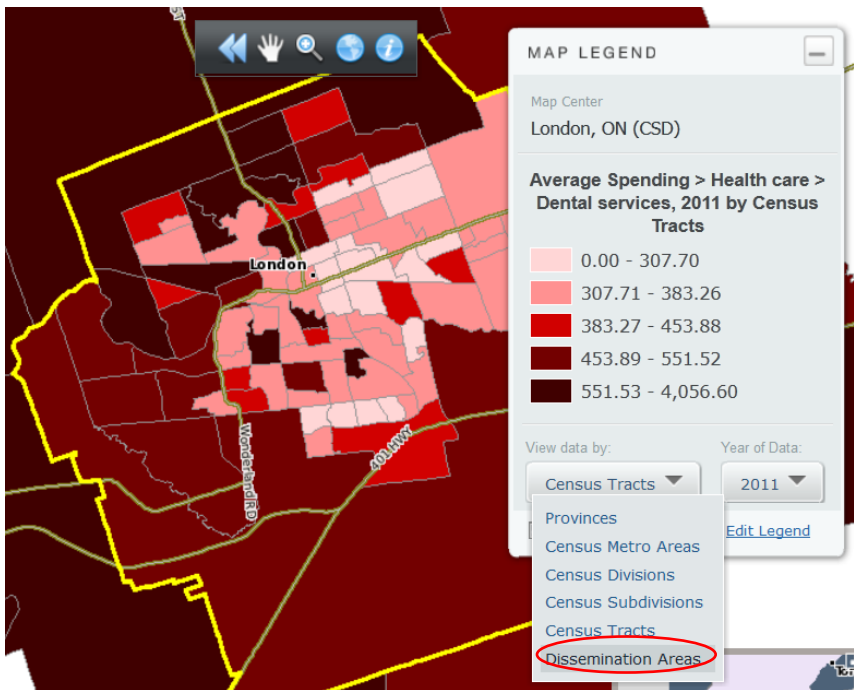 MAP LEGEND
Map Center
London, ON (CSD)
Average Spending > Health care >
Dental services, 2011 by Census
Tracts
0.00 - 307.70
307.71 - 383.26
383.27 - 453.88
453.89 - 551.52
551.53 - 4,056.60
View data by:
Year of Data:
Census Tracts
2011
Edit Legend
Provinces
Census Metro Areas
Census Divisions
Census Subdivisions
Census Tracts
Dissemination Areas
London
Wonderland RD
401 HWY